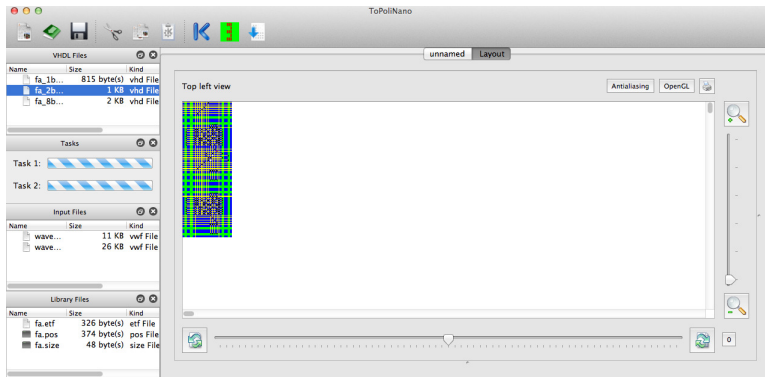 ToPoliNano
VHDL Files
Name Size Kind
fa_1b... 815 byte(s) vhd File
fa_2b... 1 KB vhd File
fa_8b... 2 KB vhd File
Tasks
Task 1:
Task 2:
Input Files
Name Size Kind
wave... 11 KB vwf File
wave... 26 KB vwf File
Library Files
Name Size Kind
fa.etf 326 byte(s) etf File
fa.pos 374 byte(s) pos File
fa.size 48 byte(s) size File
unnamed Layout
Top left view Antialiasing OpenGL
0